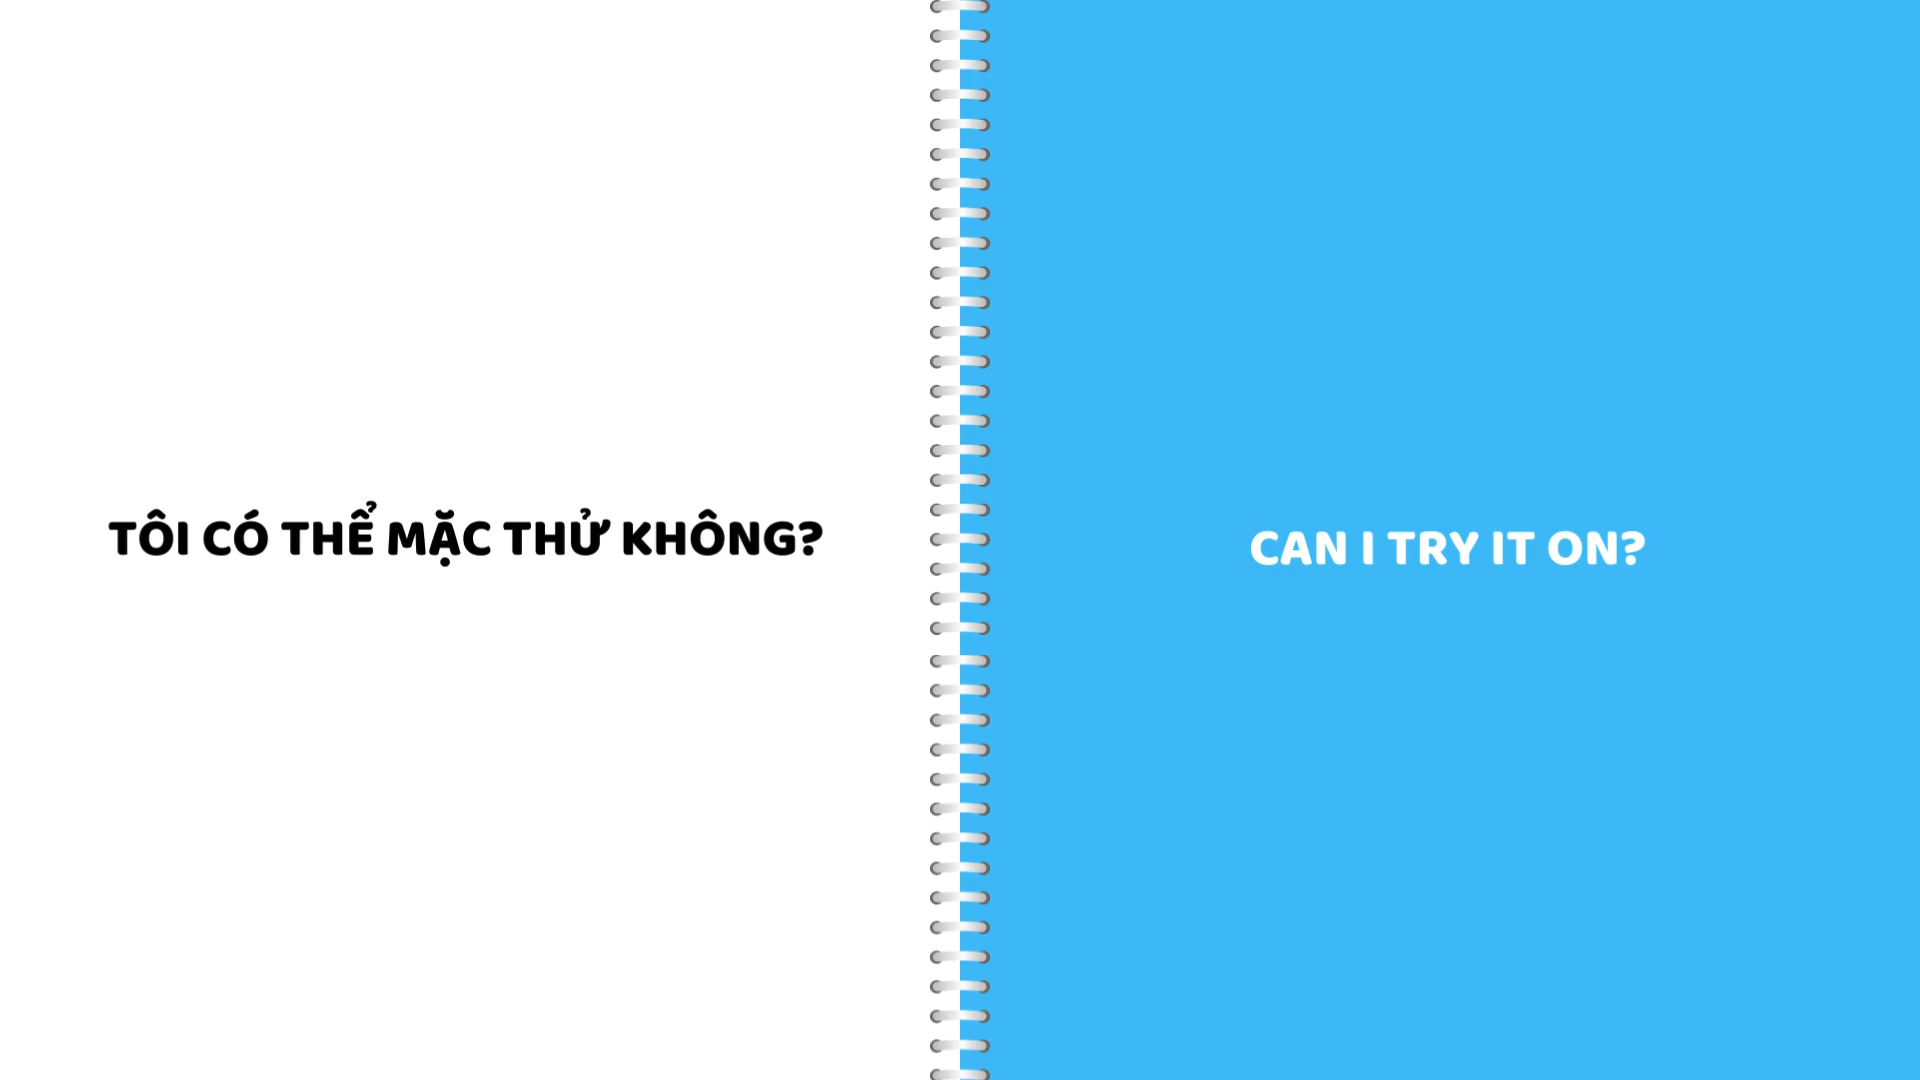 TÔI CÓ THỂ MẶC THỬ KHÔNG?
CAN I TRY IT ON?